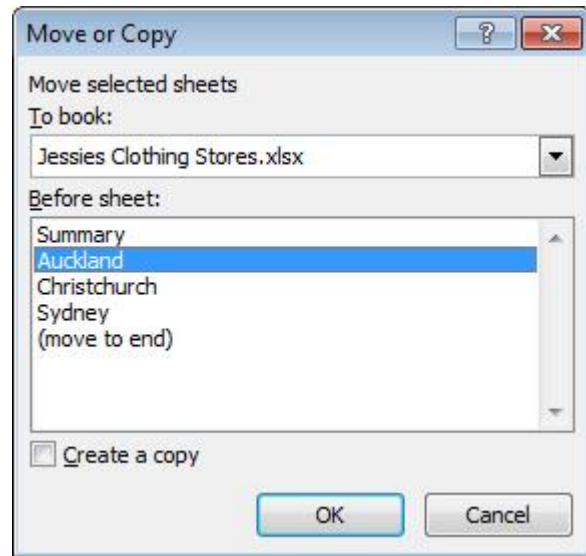 Move or Copy
Move selected sheets
To book:
Jessies Clothing Stores.xlsx
Before sheet:
Summary
Auckland
Christchurch
Sydney
(move to end)
Create a copy
OK Cancel